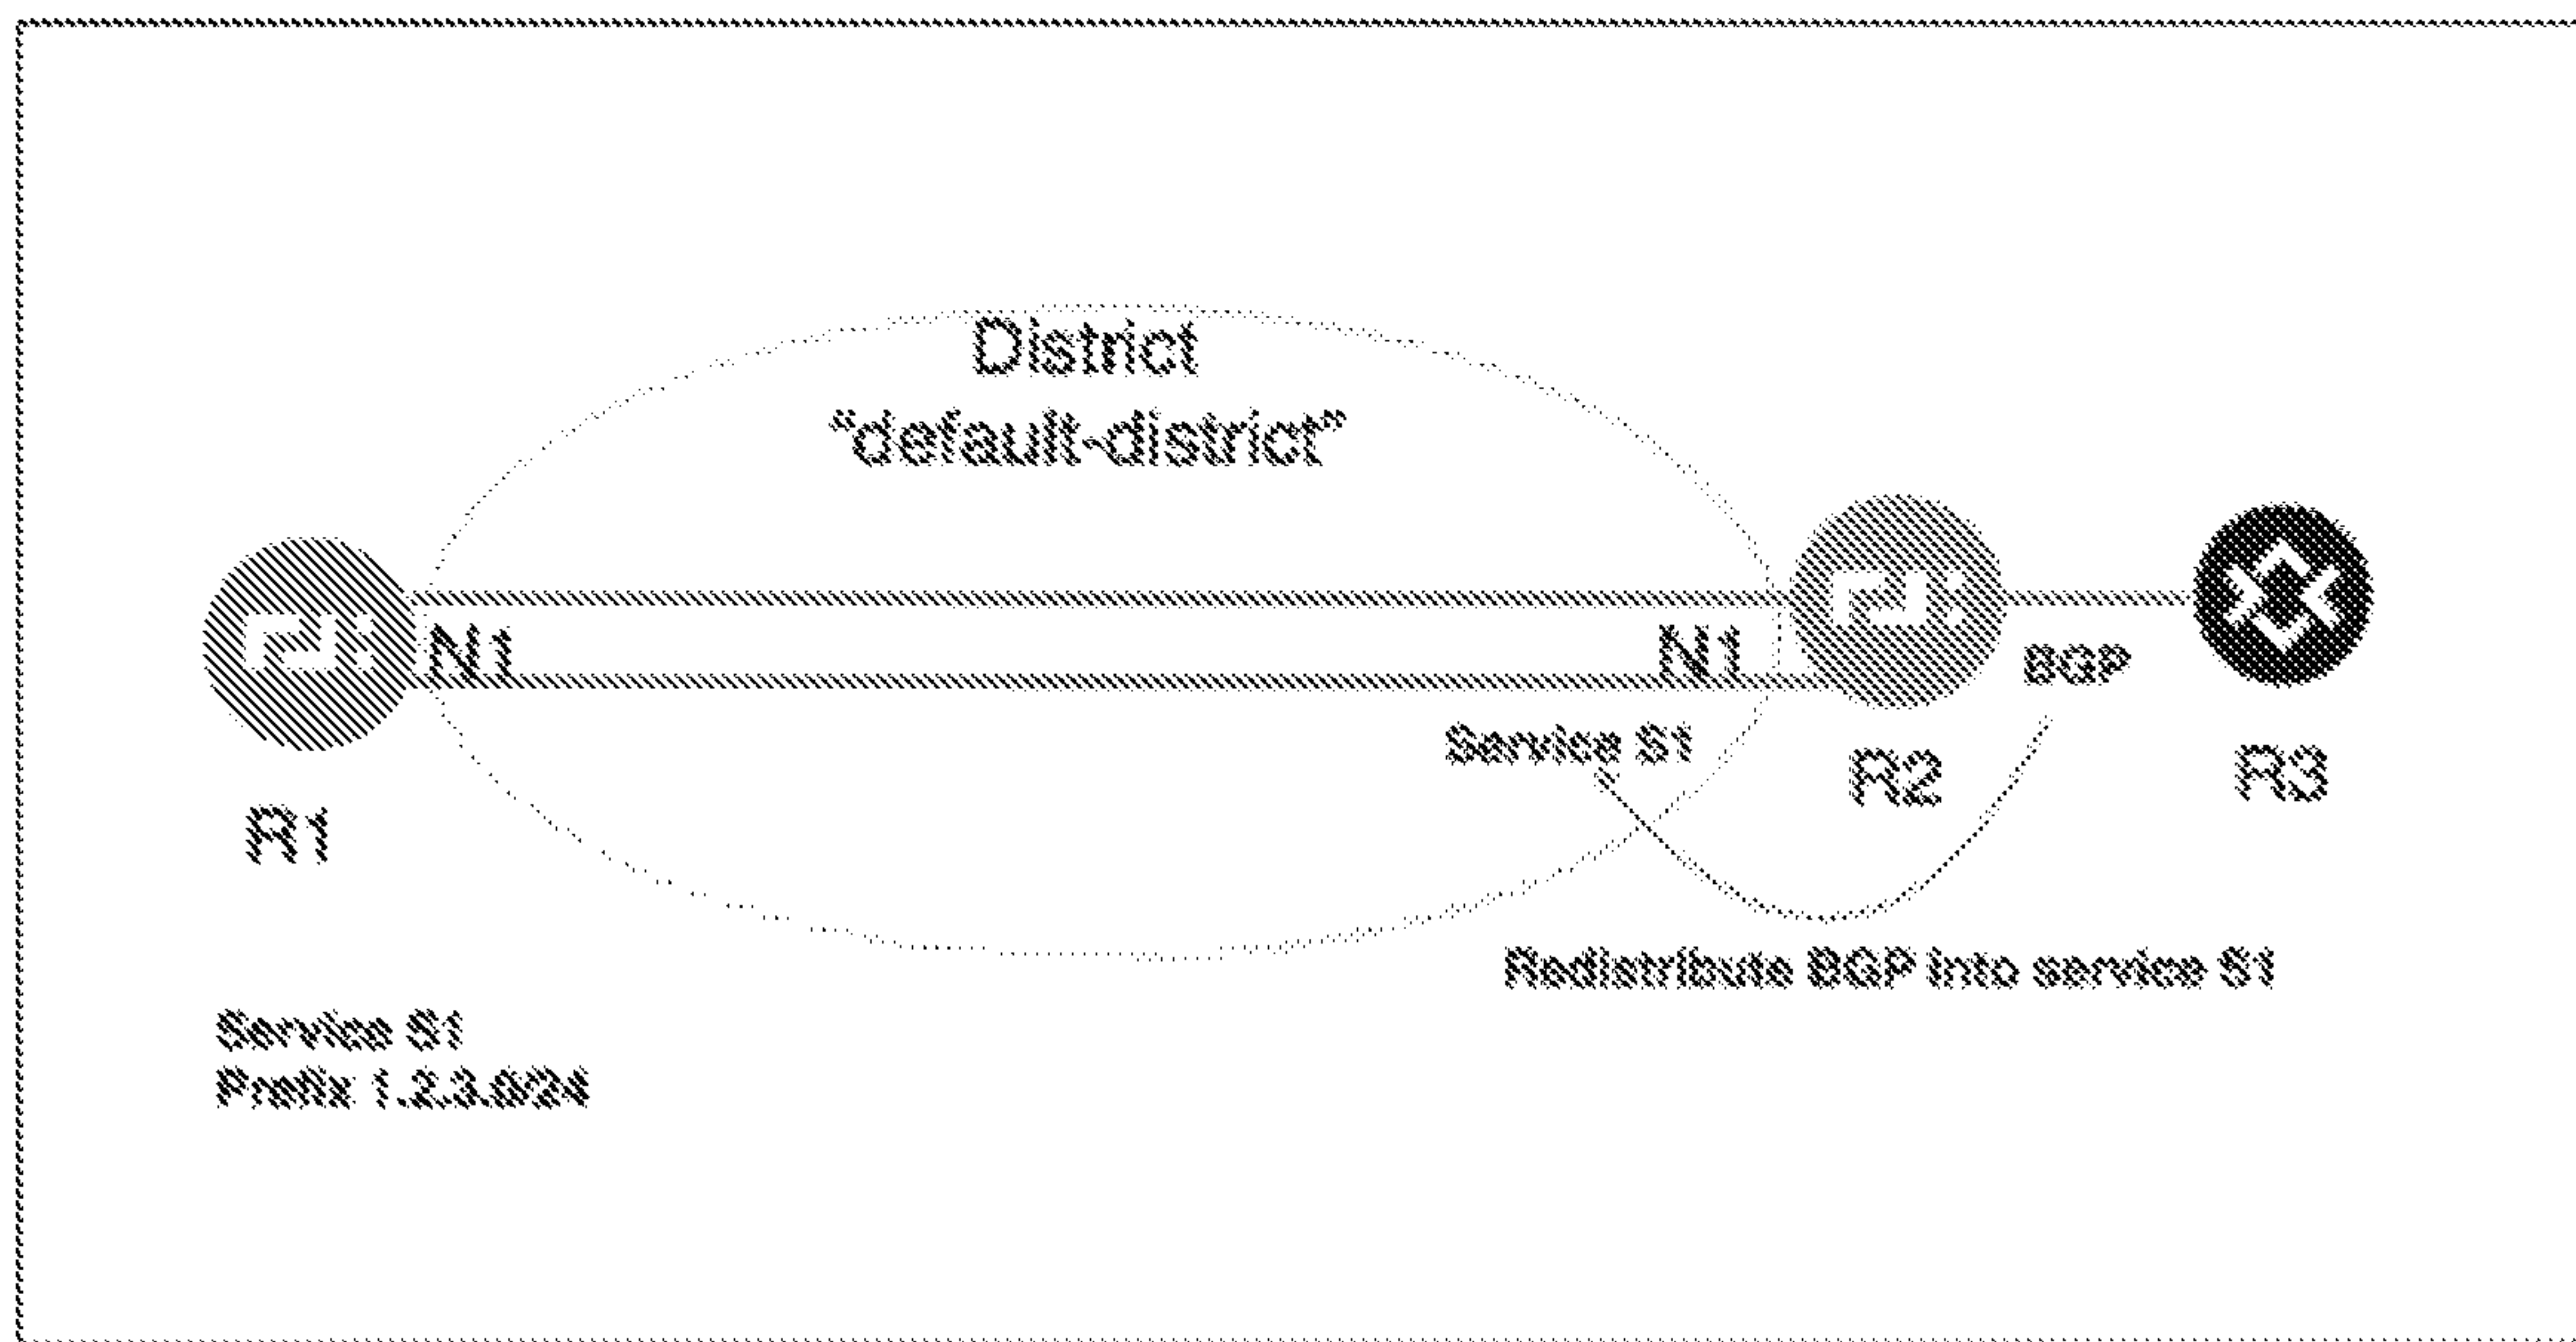 District
“default-district”
N1
N1
BGP
Service S1
R2
R3
R1
Redistribute BGP into service S1
Service S1
Prefix 1.2.3.0/24